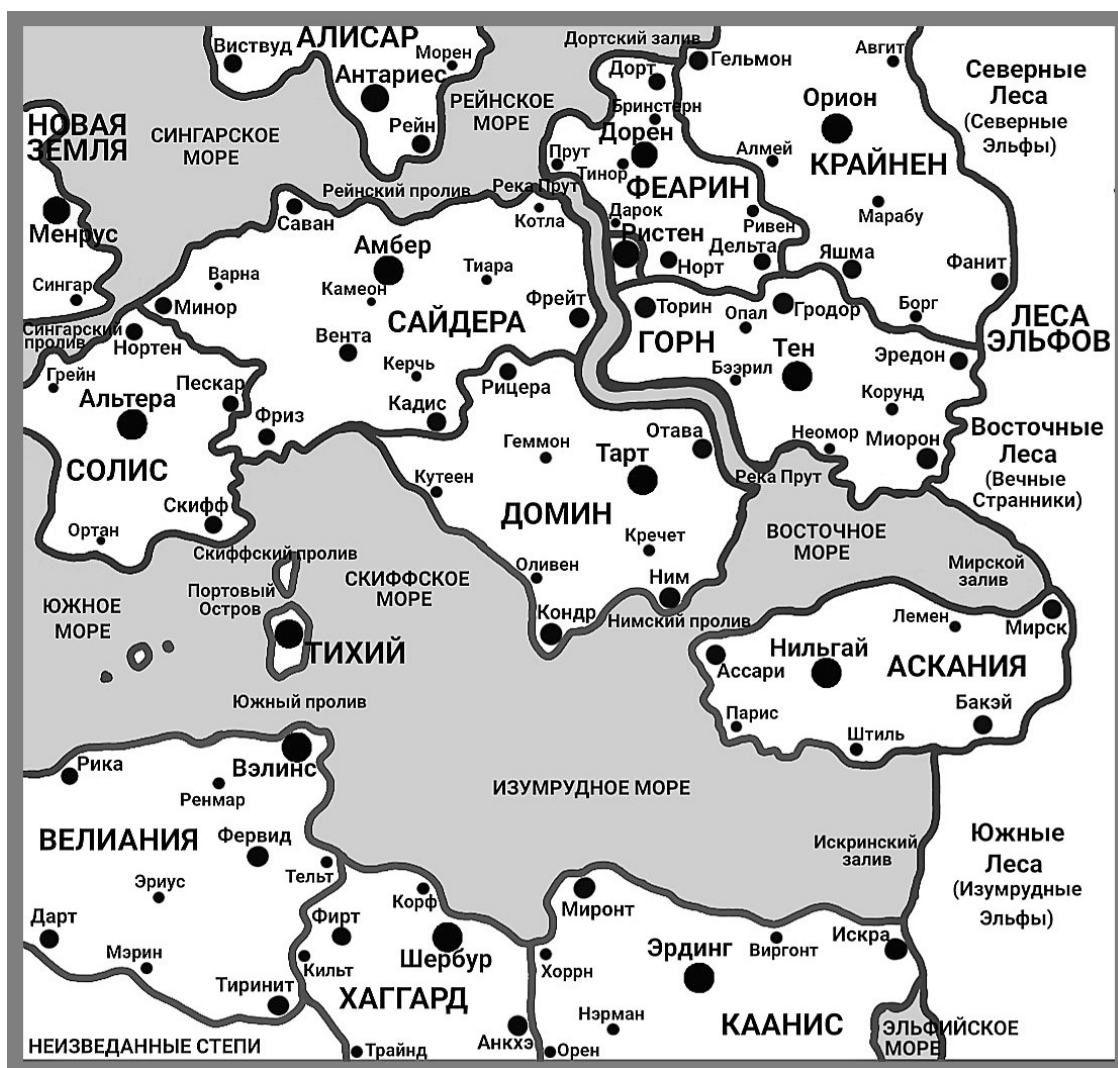 АЛИСАР
Виствуд
Морен
Антариес
Рейн
РЕЙНСКОЕ
МОРЕ
СИНГАРСКОЕ
МОРЕ
НОВАЯ
ЗЕМЛЯ
Менрус
Сингар
Сингарский
пролив
Рейнский пролив
Река Прут
Дортский залив
Дорт
Бринстерн
Дорен
Прут
Тинор
ФЕАРИН
Дарок
Ристен
Ривен
Дельта
Норт
Гельмон
Авгит
Орион
Алмей
КРАЙНЕН
Марабу
Яшма
Фанит
Борг
Северные
Леса
(Северные
Эльфы)
ЛЕСА
ЭЛЬФОВ
Восточные
Леса
(Вечные
Странники)
Саван
Котла
Амбер
Варна
Тиара
Камеон
Минор
Фрейт
САЙДЕРА
Вента
Керчь
Кадис
Фриз
Торин
Опал
Гродор
ГОРН
Тен
Бээрил
Эредон
Корунд
Неомор
Миорон
Река Прут
Нортен
Грейн
Пескар
Альтера
СОЛИС
Скифф
Ортан
Рицера
Геммон
Отава
Тарт
Кутеен
ДОМИН
Кречет
Оливен
Ним
Кондр
Нимский пролив
ВОСТОЧНОЕ
МОРЕ
Мирской
залив
Скиффский пролив
Портовый
Остров
СКИФФСКОЕ
МОРЕ
ЮЖНОЕ
МОРЕ
ТИХИЙ
Южный пролив
Лемен
Мирск
Нильгай
Ассари
АСКАНИЯ
Бакэй
Парис
Штиль
ИЗУМРУДНОЕ МОРЕ
Искринский
залив
Южные
Леса
(Изумрудные
Эльфы)
Рика
Вэлинс
Ренмар
ВЕЛИАНИЯ
Фервид
Тельт
Эриус
Дарт
Мэрин
Тиринит
НЕИЗВЕДАННЫЕ СТЕПИ
Корф
Фирт
Шербур
Кильт
ХАГГАРД
Анкхэ
Трайнд
Миронт
Эрдинг
Виргонт
Искра
Хоррн
Нэрман
КААНИС
Орен
ЭЛЬФИЙСКОЕ
МОРЕ